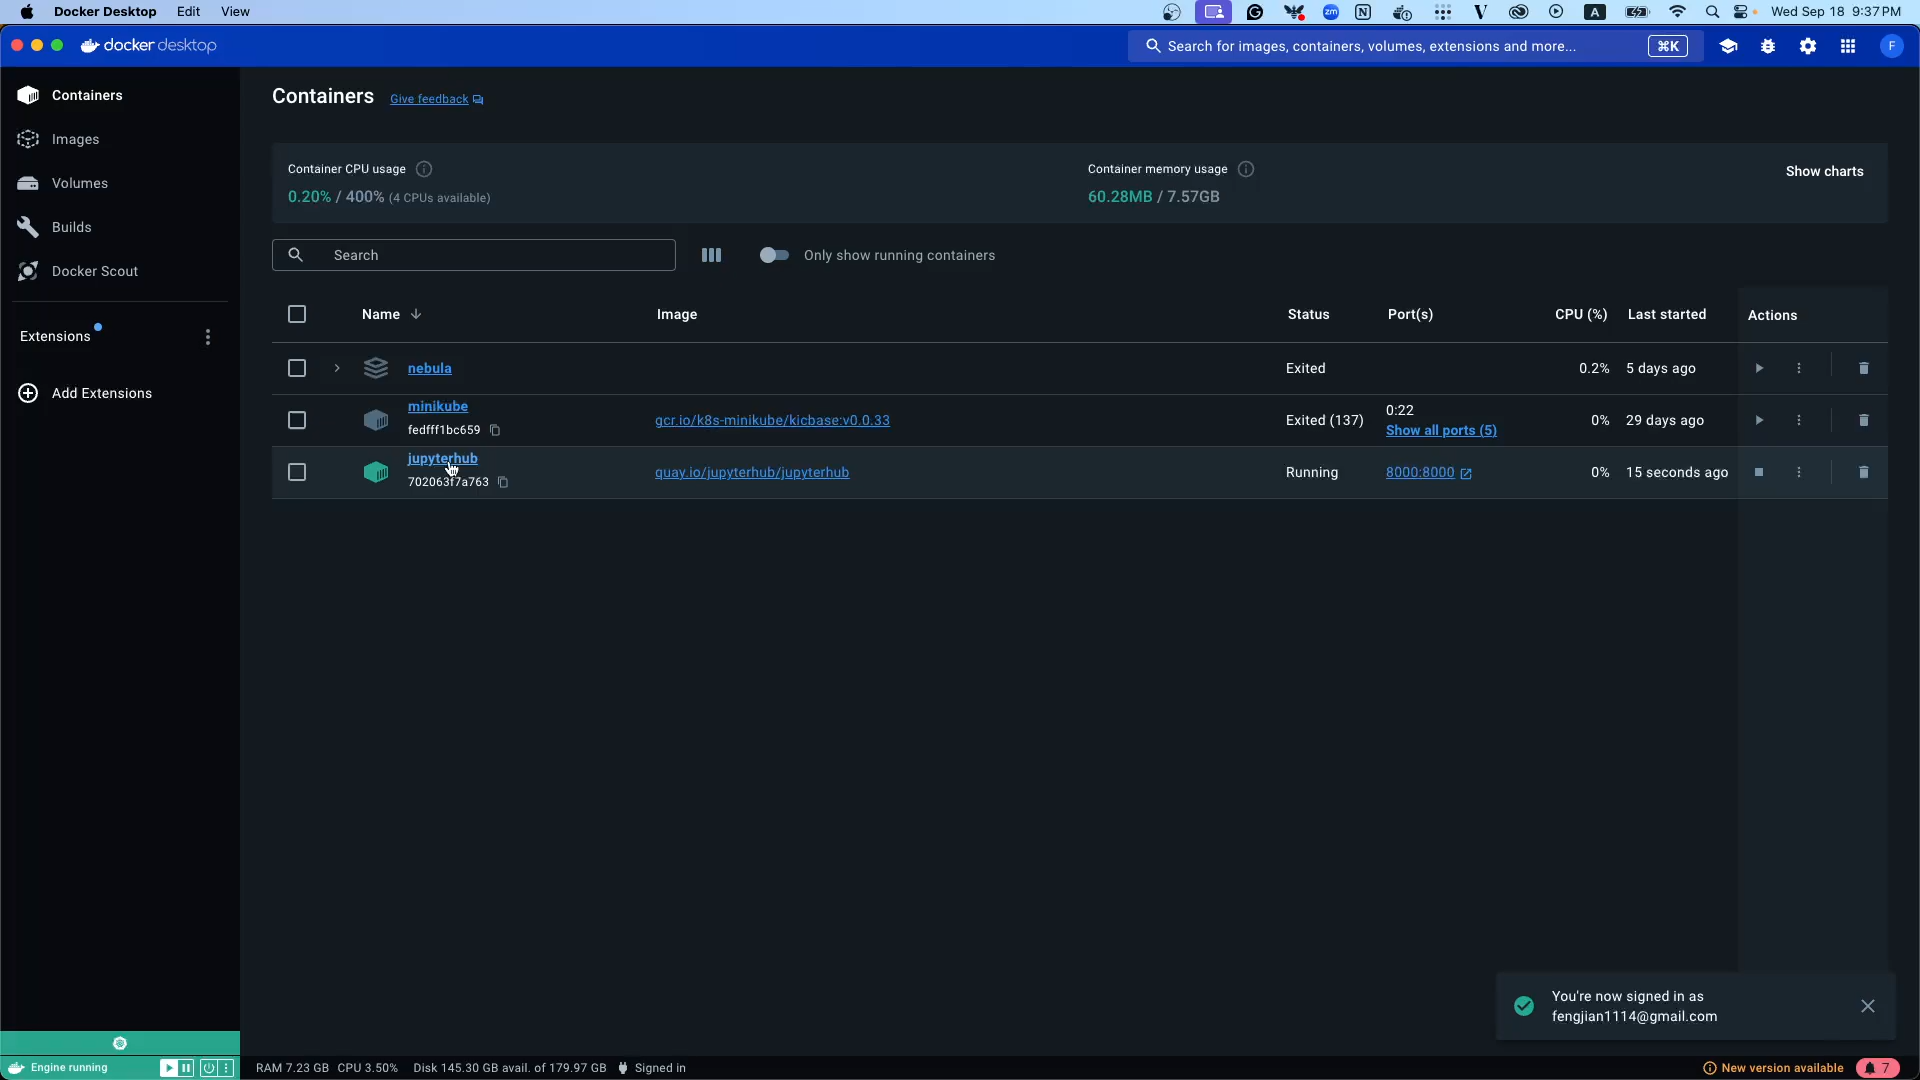 Docker Desktop Edit View
zm N V A Wed Sep 18 9:37 PM
docker desktop
Search for images, containers, volumes, extensions and more...
⌘K
F
Containers
Images
Volumes
Builds
Docker Scout
Extensions
Add Extensions
Containers Give feedback
Container CPU usage
0.20% / 400% (4 CPUs available)
Container memory usage
60.28MB / 7.57GB
Show charts
Search
Only show running containers
Name Image Status Port(s) CPU (%) Last started Actions
nebula Exited 0.2% 5 days ago
minikube
fedfff1bc659
gcr.io/k8s-minikube/kicbase:v0.0.33 Exited (137)
0:22
Show all ports (5)
0% 29 days ago
jupyterhub
702063f7a763
quay.io/jupyterhub/jupyterhub Running 8000:8000 0% 15 seconds ago
You're now signed in as
fengjian1114@gmail.com
Engine running
RAM 7.23 GB CPU 3.50% Disk 145.30 GB avail. of 179.97 GB Signed in
New version available
7